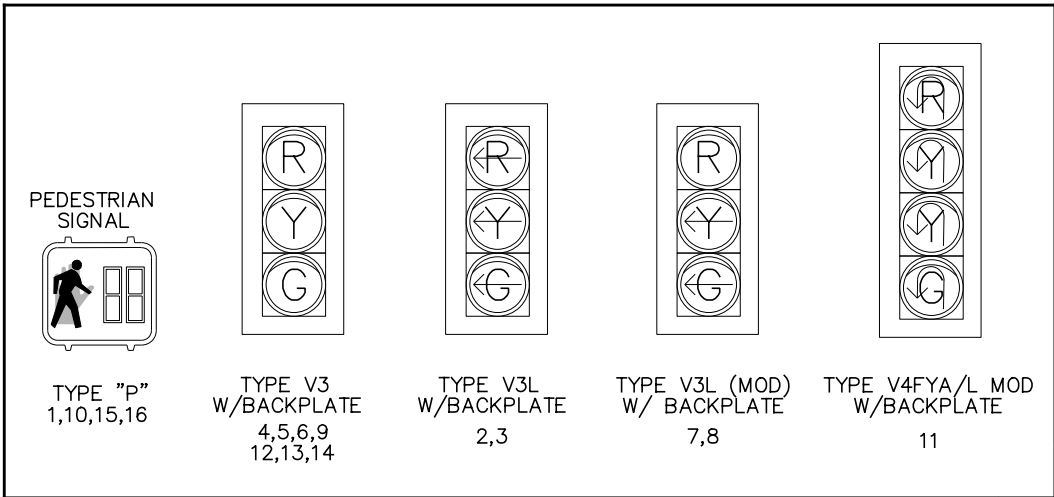 PEDESTRIAN
SIGNAL
TYPE "P"
1,10,15,16
R
Y
G
TYPE V3
W/BACKPLATE
4,5,6,9
12,13,14
R
Y
G
TYPE V3L
W/BACKPLATE
2,3
R
Y
G
TYPE V3L (MOD)
W/ BACKPLATE
7,8
R
Y
Y
G
TYPE V4FYA/L MOD
W/BACKPLATE
11